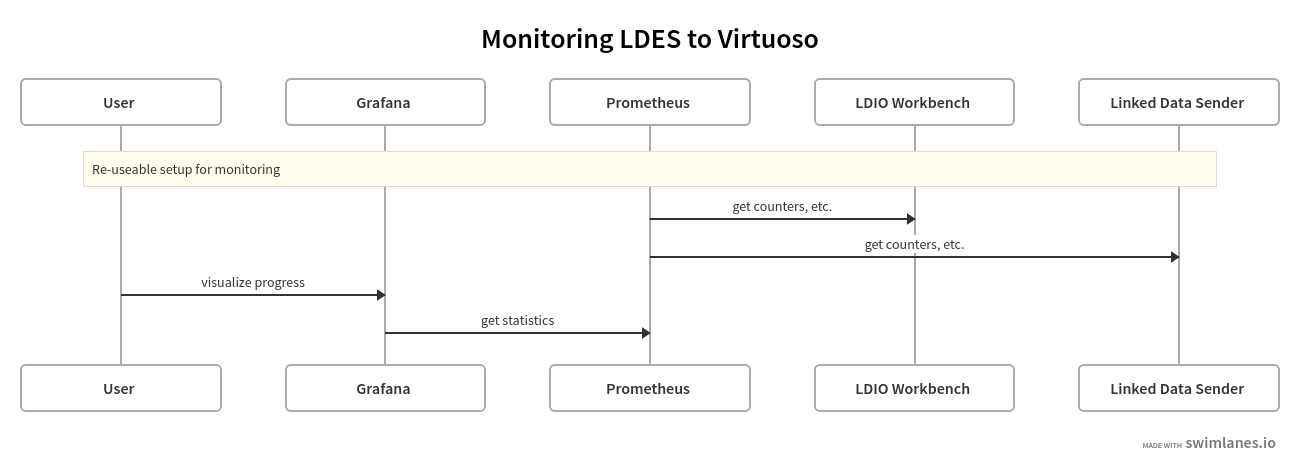 Monitoring LDES to Virtuoso
User
Grafana
Prometheus
LDIO Workbench
Linked Data Sender
Re-useable setup for monitoring
get counters, etc.
get counters, etc.
visualize progress
get statistics
User
Grafana
Prometheus
LDIO Workbench
Linked Data Sender
MADE WITH swimlanes.io